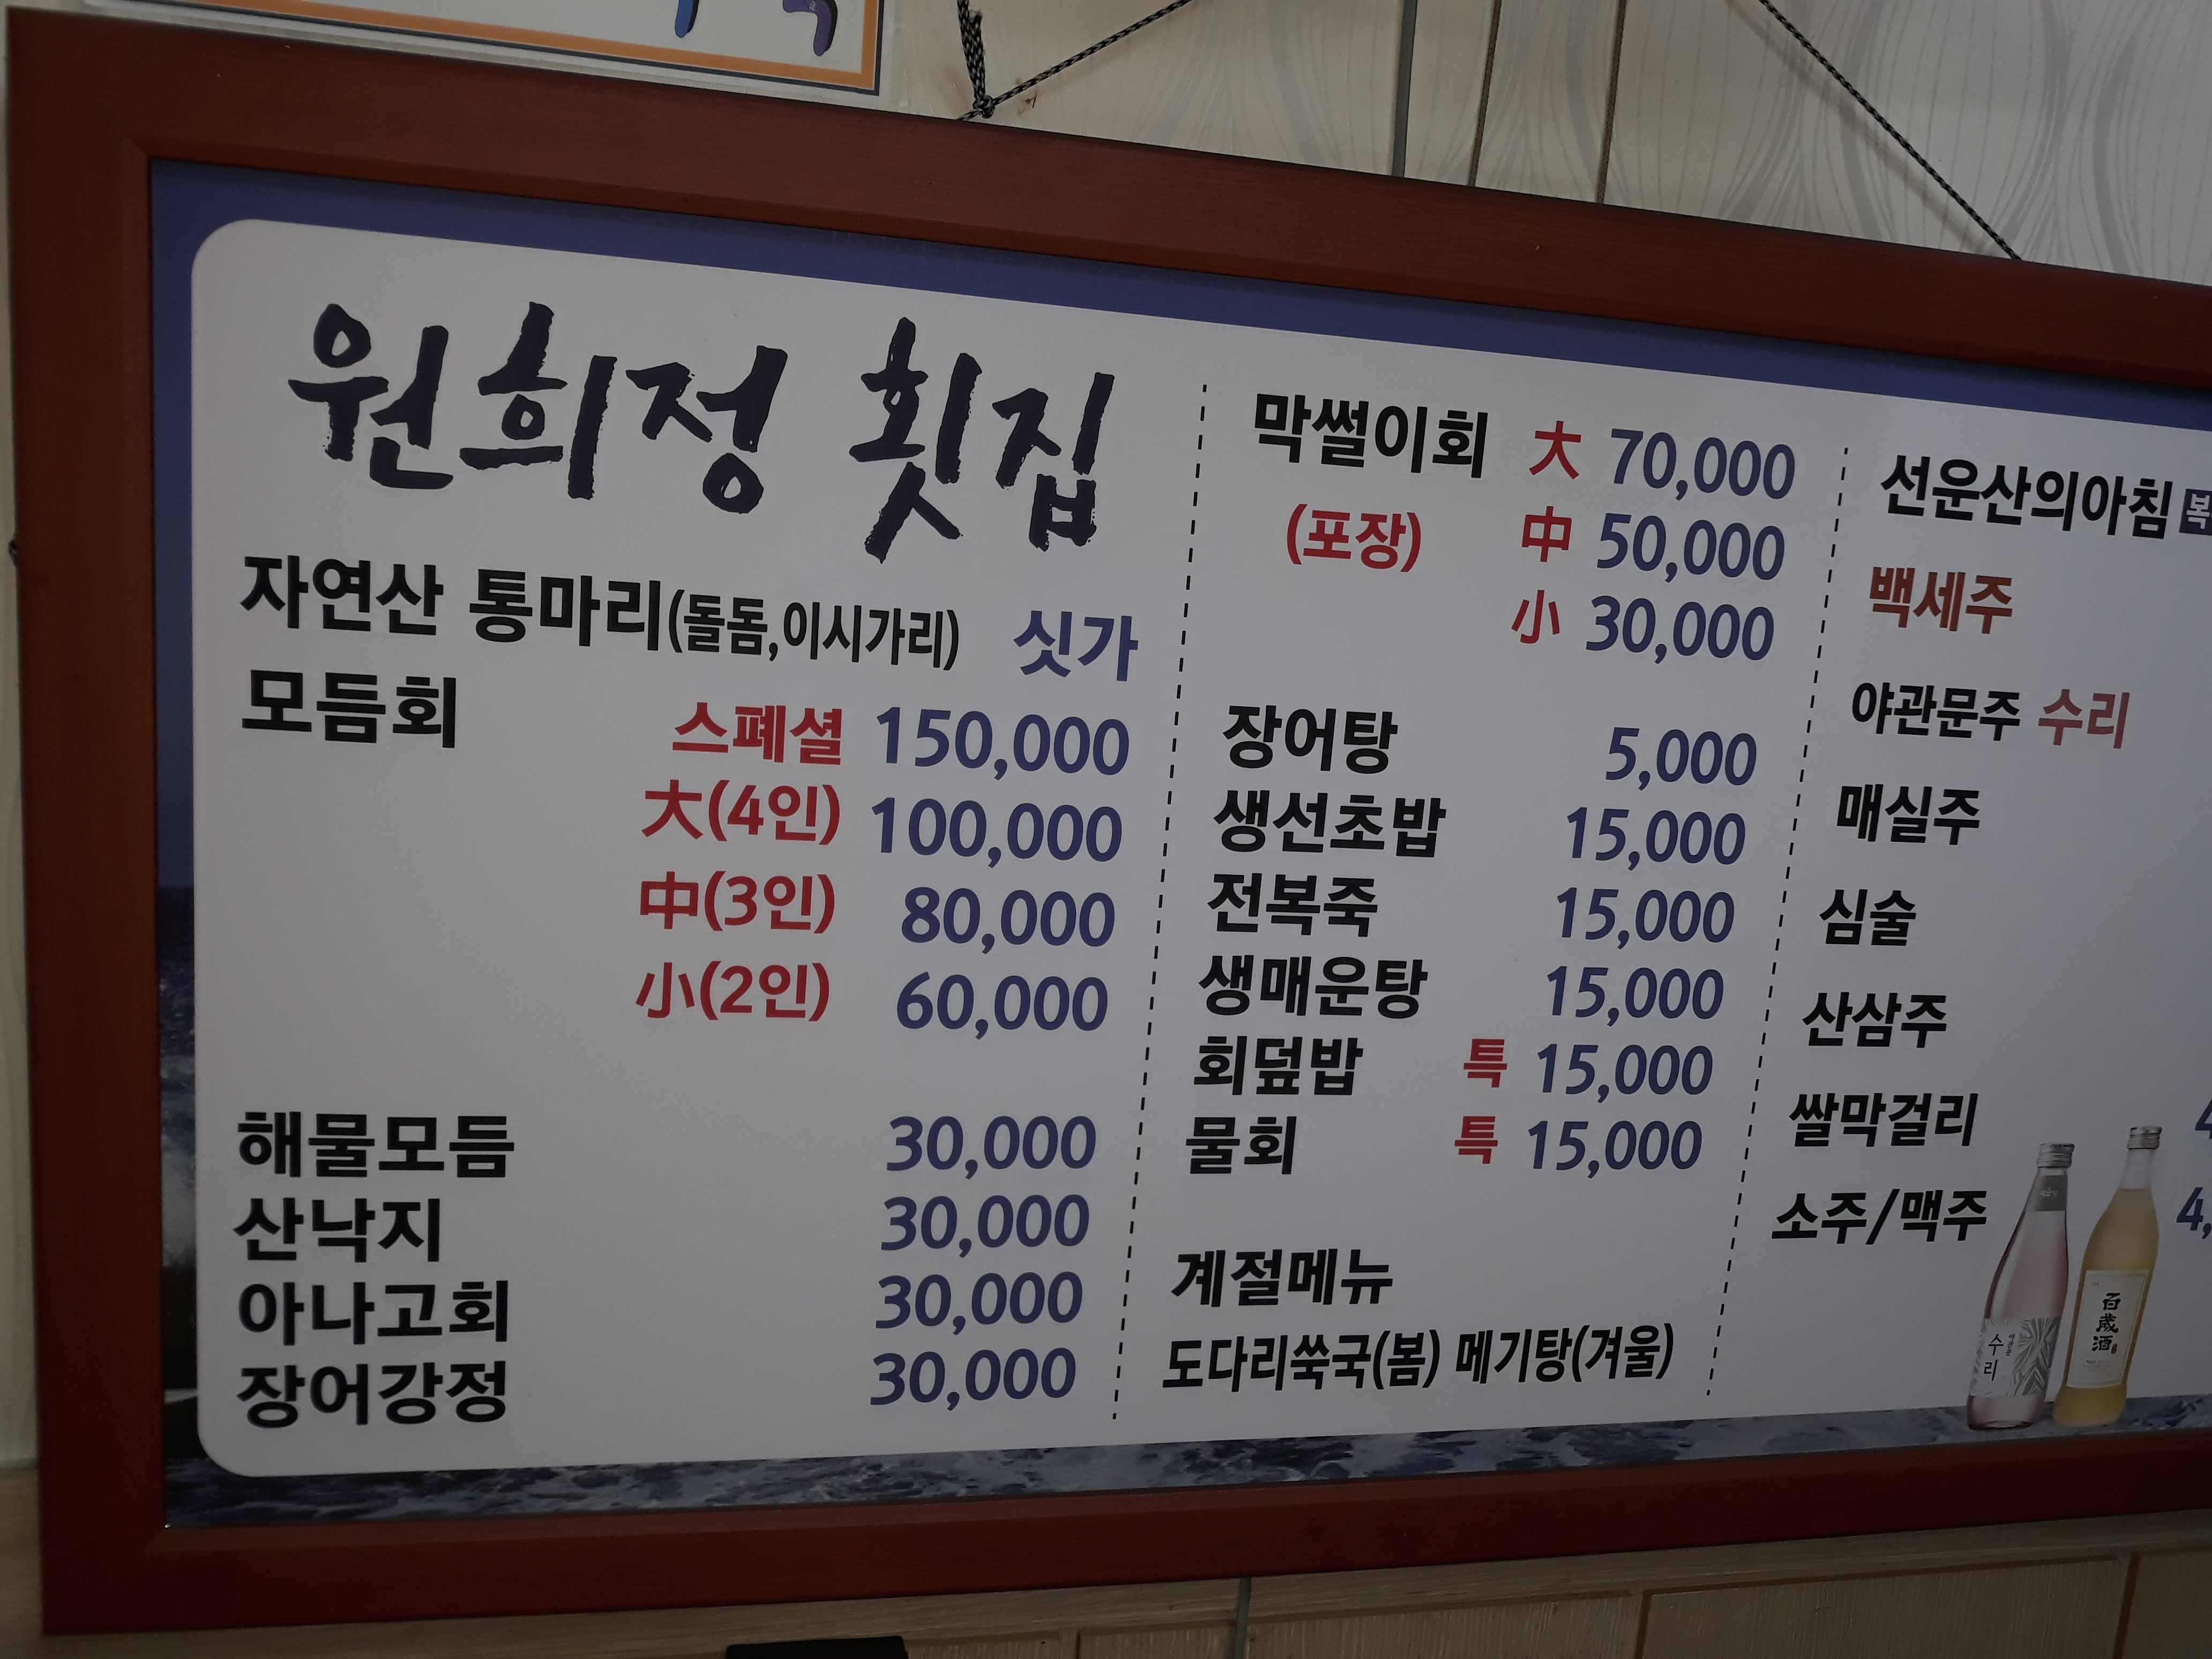 원희정 횟집
자연산 통마리(돌돔,이시가리) 싯가
모듬회 스폐셜 150,000
大(4인) 100,000
中(3인) 80,000
小(2인) 60,000
해물모듬 30,000
산낙지 30,000
아나고회 30,000
장어강정 30,000
막썰이회 大 70,000
(포장) 中 50,000
小 30,000
장어탕 5,000
생선초밥 15,000
전복죽 15,000
생매운탕 15,000
회덮밥 특 15,000
물회 특 15,000
계절메뉴
도다리쑥국(봄) 메기탕(겨울)
선운산의아침 복
백세주
야관문주 수리
매실주
심술
산삼주
쌀막걸리
소주/맥주 4,
수리
百歲酒